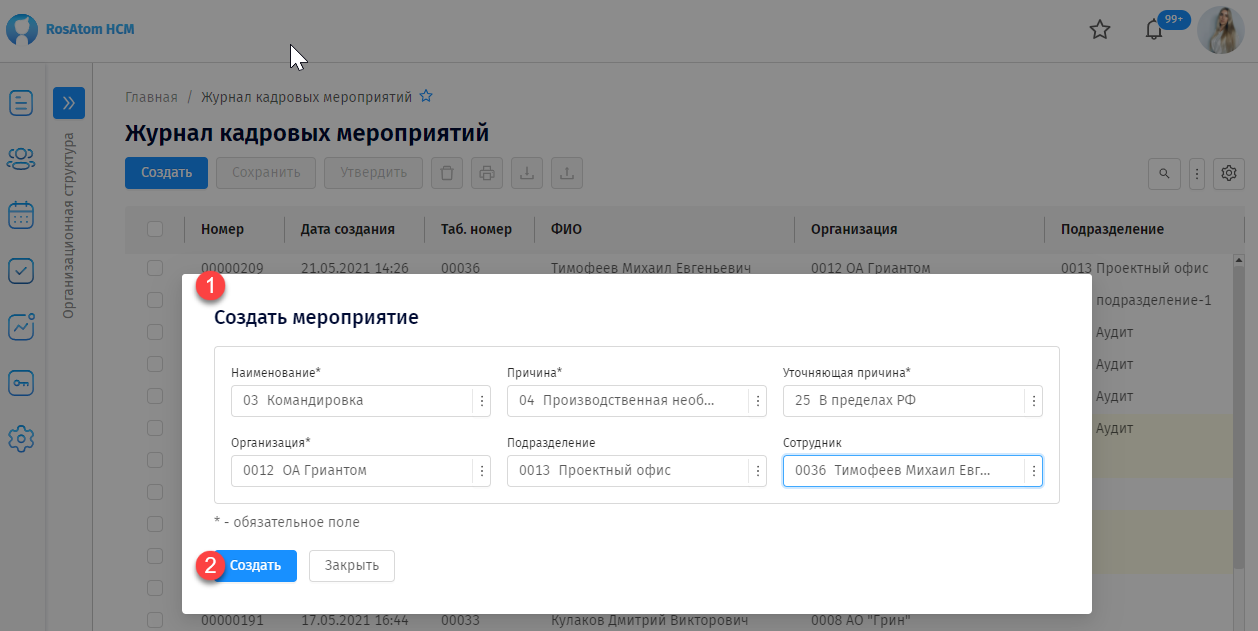 RosAtom HCM
99+
Главная / Журнал кадровых мероприятий
Журнал кадровых мероприятий
Создать Сохранить Утвердить
Организационная структура
Номер Дата создания Таб. номер ФИО Организация Подразделение
00000209 21.05.2021 14:26 00036 Тимофеев Михаил Евгеньевич 0012 ОА Гриантом 0013 Проектный офис
подразделение-1
Аудит
Аудит
Аудит
Аудит
1
Создать мероприятие
Наименование* Причина* Уточняющая причина*
03 Командировка 04 Производственная необ... 25 В пределах РФ
Организация* Подразделение Сотрудник
0012 ОА Гриантом 0013 Проектный офис 0036 Тимофеев Михаил Евг...
* - обязательное поле
2 Создать Закрыть
00000191 17.05.2021 16:44 00033 Кулаков Дмитрий Викторович 0008 АО "Грин"